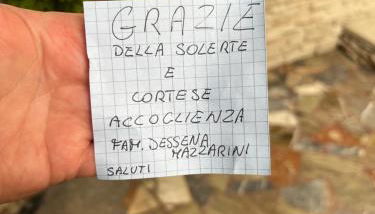 GRAZIE
DELLA SOLERTE
E
CORTESE
ACCOGLIENZA
FAM. DESSENA
MAZZARINI
SALUTI